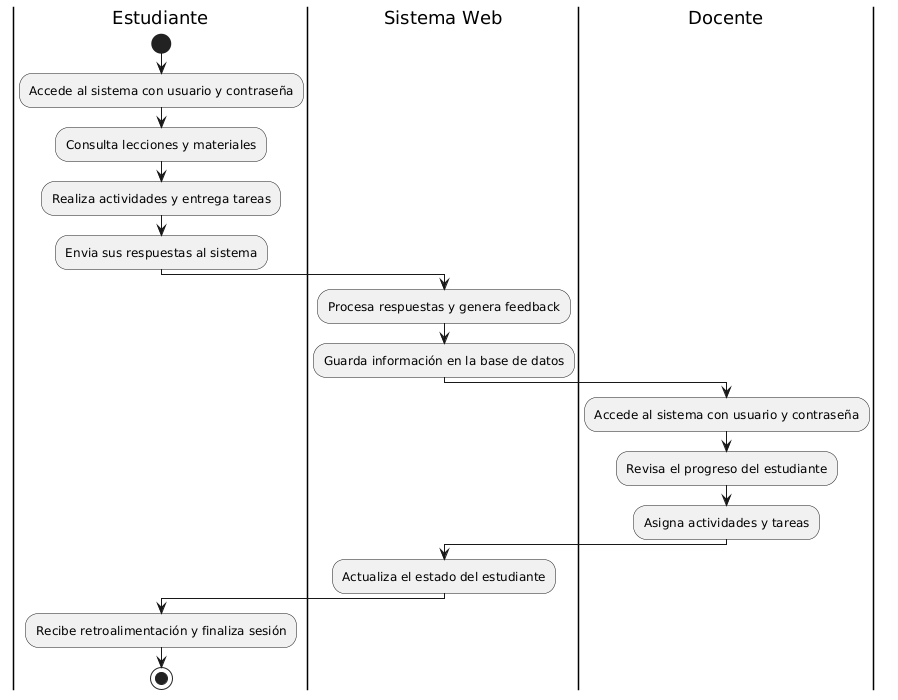 Estudiante
Sistema Web
Docente
Accede al sistema con usuario y contraseña
Consulta lecciones y materiales
Realiza actividades y entrega tareas
Envia sus respuestas al sistema
Procesa respuestas y genera feedback
Guarda información en la base de datos
Accede al sistema con usuario y contraseña
Revisa el progreso del estudiante
Asigna actividades y tareas
Actualiza el estado del estudiante
Recibe retroalimentación y finaliza sesión